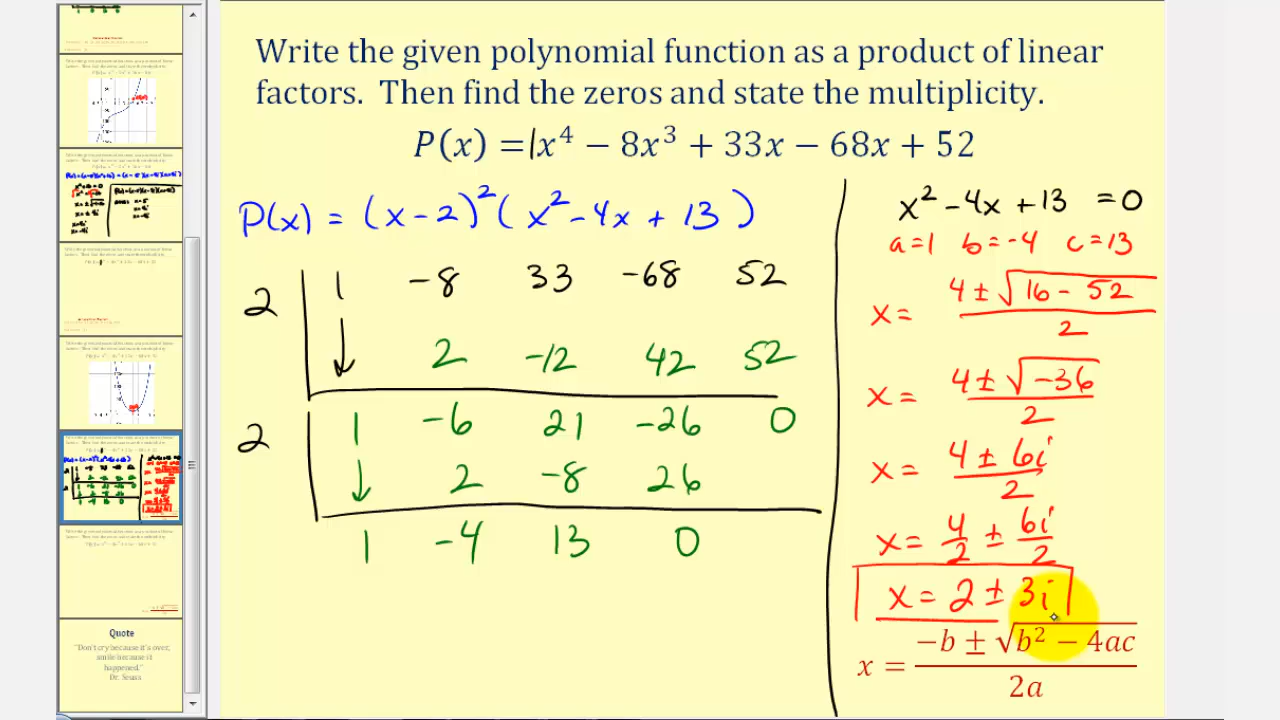 Write the given polynomial function as a product of linear
factors. Then find the zeros and state the multiplicity.
P(x) = 1x⁴ − 8x³ + 33x − 68x + 52
P(x) = (x-2)²(x² -4x + 13)
2 1 -8 33 -68 52
↓ 2 -12 42 52
2 1 -6 21 -26 0
↓ 2 -8 26
1 -4 13 0
x² -4x +13 =0
a=1 b=-4 c=13
x= 4 ± √16 - 52 / 2
x= 4 ± √-36 / 2
x= 4 ± 6i / 2
x= 4/2 ± 6i/2
x= 2 ± 3i
x = −b ± √b² − 4ac / 2a
Quote
"Don't cry because it's over,
smile because it
happened."
Dr. Seuss